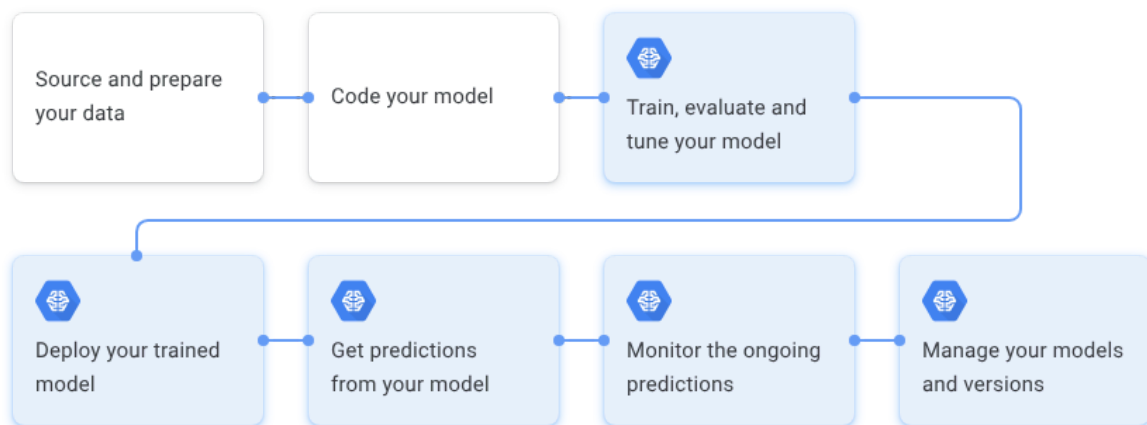 Source and prepare
your data
Code your model
Train, evaluate and
tune your model
Deploy your trained
model
Get predictions
from your model
Monitor the ongoing
predictions
Manage your models
and versions